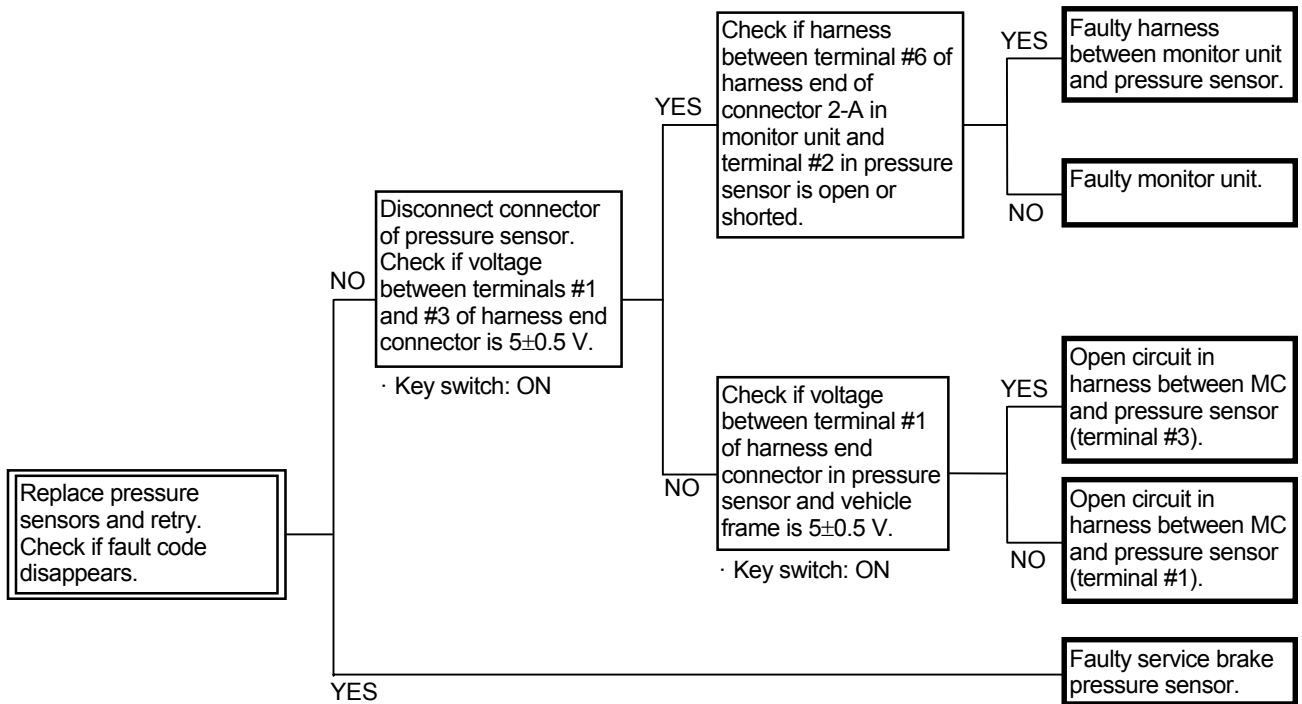 Replace pressure
sensors and retry.
Check if fault code
disappears.
NO
Disconnect connector
of pressure sensor.
Check if voltage
between terminals #1
and #3 of harness end
connector is 5±0.5 V.
· Key switch: ON
YES
Check if harness
between terminal #6 of
harness end of
connector 2-A in
monitor unit and
terminal #2 in pressure
sensor is open or
shorted.
YES
Faulty harness
between monitor unit
and pressure sensor.
NO
Faulty monitor unit.
NO
Check if voltage
between terminal #1
of harness end
connector in pressure
sensor and vehicle
frame is 5±0.5 V.
· Key switch: ON
YES
Open circuit in
harness between MC
and pressure sensor
(terminal #3).
NO
Open circuit in
harness between MC
and pressure sensor
(terminal #1).
YES
Faulty service brake
pressure sensor.